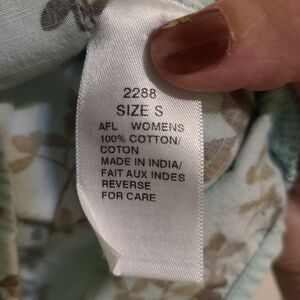 2288
SIZE S
AFL WOMENS
100% COTTON/
COTON
MADE IN INDIA/
FAIT AUX INDES
REVERSE
FOR CARE